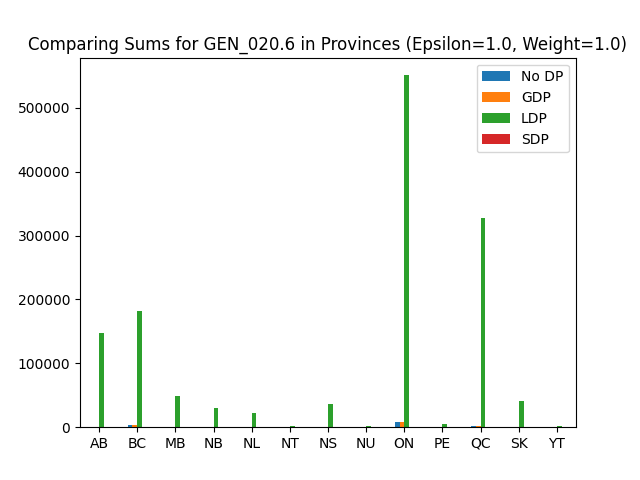 Comparing Sums for GEN_020.6 in Provinces (Epsilon=1.0, Weight=1.0)
No DP
GDP
LDP
SDP
500000
400000
300000
200000
100000
0
AB BC MB NB NL NT NS NU ON PE QC SK YT